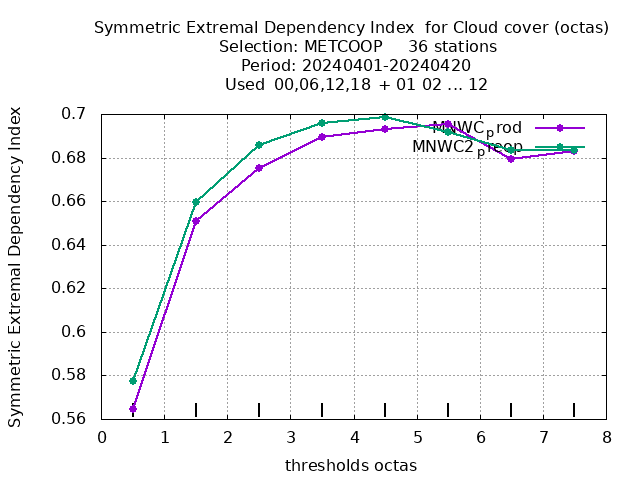 Symmetric Extremal Dependency Index  for Cloud cover (octas)
Selection: METCOOP     36 stations
Period: 20240401-20240420
Used  00,06,12,18 + 01 02 ... 12
Symmetric Extremal Dependency Index
0.7
0.68
0.66
0.64
0.62
0.6
0.58
0.56
MNWC_prod
MNWC2_preop
0 1 2 3 4 5 6 7 8
thresholds octas